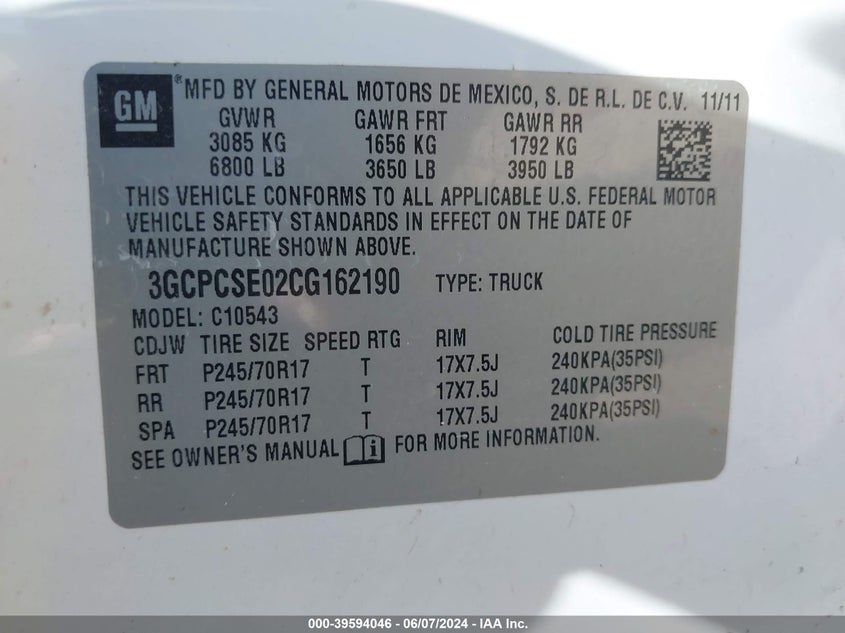 GM ® MFD BY GENERAL MOTORS DE MEXICO, S. DE R.L. DE C.V. 11/11
GVWR GAWR FRT GAWR RR
3085 KG 1656 KG 1792 KG
6800 LB 3650 LB 3950 LB
THIS VEHICLE CONFORMS TO ALL APPLICABLE U.S. FEDERAL MOTOR
VEHICLE SAFETY STANDARDS IN EFFECT ON THE DATE OF
MANUFACTURE SHOWN ABOVE.
3GCPCSE02CG162190 TYPE: TRUCK
MODEL: C10543
CDJW TIRE SIZE SPEED RTG RIM COLD TIRE PRESSURE
FRT P245/70R17 T 17X7.5J 240KPA(35PSI)
RR P245/70R17 T 17X7.5J 240KPA(35PSI)
SPA P245/70R17 T 17X7.5J 240KPA(35PSI)
SEE OWNER'S MANUAL i FOR MORE INFORMATION.
000-39594046 - 06/07/2024 - IAA Inc.